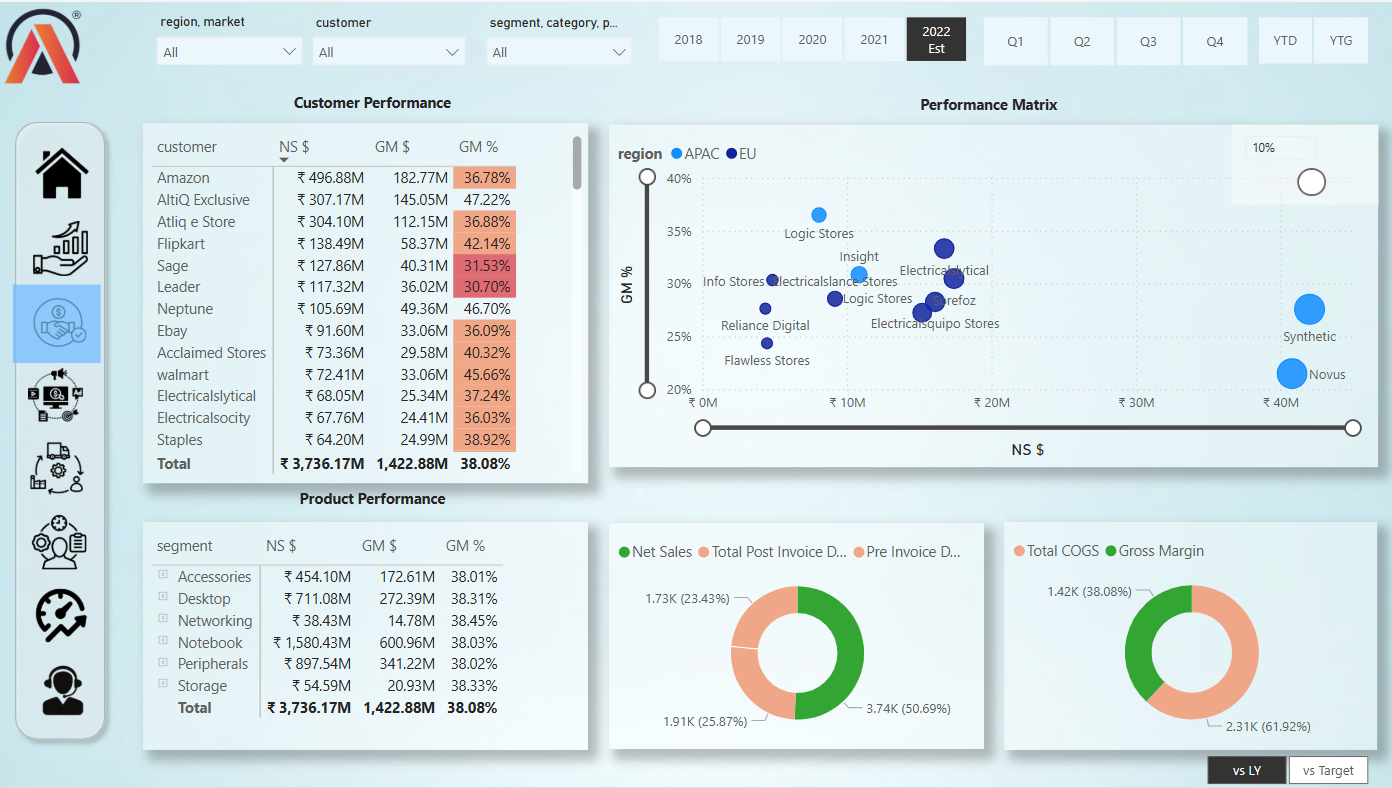 ®
region, market
customer
segment, category, p...
All
All
All
2018
2019
2020
2021
2022
Est
Q1
Q2
Q3
Q4
YTD
YTG
Customer Performance
customer NS $ GM $ GM %
Amazon ₹ 496.88M 182.77M 36.78%
AltiQ Exclusive ₹ 307.17M 145.05M 47.22%
Atliq e Store ₹ 304.10M 112.15M 36.88%
Flipkart ₹ 138.49M 58.37M 42.14%
Sage ₹ 127.86M 40.31M 31.53%
Leader ₹ 117.32M 36.02M 30.70%
Neptune ₹ 105.69M 49.36M 46.70%
Ebay ₹ 91.60M 33.06M 36.09%
Acclaimed Stores ₹ 73.36M 29.58M 40.32%
walmart ₹ 72.41M 33.06M 45.66%
Electricalslytical ₹ 68.05M 25.34M 37.24%
Electricalsocity ₹ 67.76M 24.41M 36.03%
Staples ₹ 64.20M 24.99M 38.92%
Total ₹ 3,736.17M 1,422.88M 38.08%
Performance Matrix
region APAC EU
10%
GM %
40%
35%
30%
25%
20%
Logic Stores
Insight
Info Stores
Electricalslance Stores
Electricalslytical
Logic Stores
Sorefoz
Reliance Digital
Electricalsquipo Stores
Flawless Stores
Synthetic
Novus
₹ 0M
₹ 10M
₹ 20M
₹ 30M
₹ 40M
NS $
Product Performance
segment NS $ GM $ GM %
Accessories ₹ 454.10M 172.61M 38.01%
Desktop ₹ 711.08M 272.39M 38.31%
Networking ₹ 38.43M 14.78M 38.45%
Notebook ₹ 1,580.43M 600.96M 38.03%
Peripherals ₹ 897.54M 341.22M 38.02%
Storage ₹ 54.59M 20.93M 38.33%
Total ₹ 3,736.17M 1,422.88M 38.08%
Net Sales Total Post Invoice D... Pre Invoice D...
1.73K (23.43%)
1.91K (25.87%)
3.74K (50.69%)
Total COGS Gross Margin
1.42K (38.08%)
2.31K (61.92%)
vs LY
vs Target